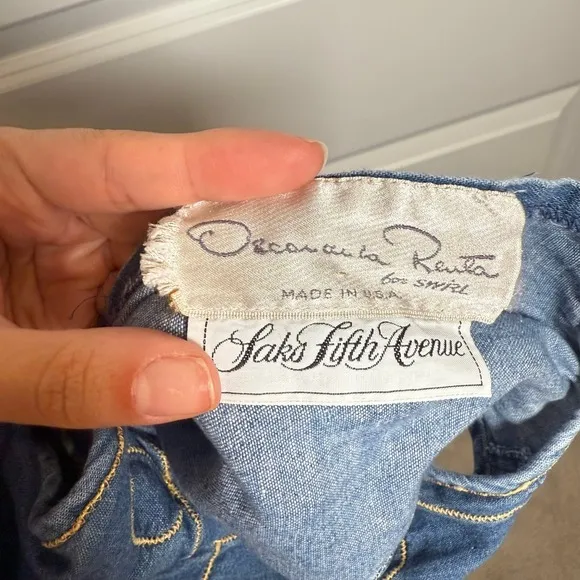 Oscar de la Renta
for SWIRL
MADE IN U.S.A.
Saks Fifth Avenue